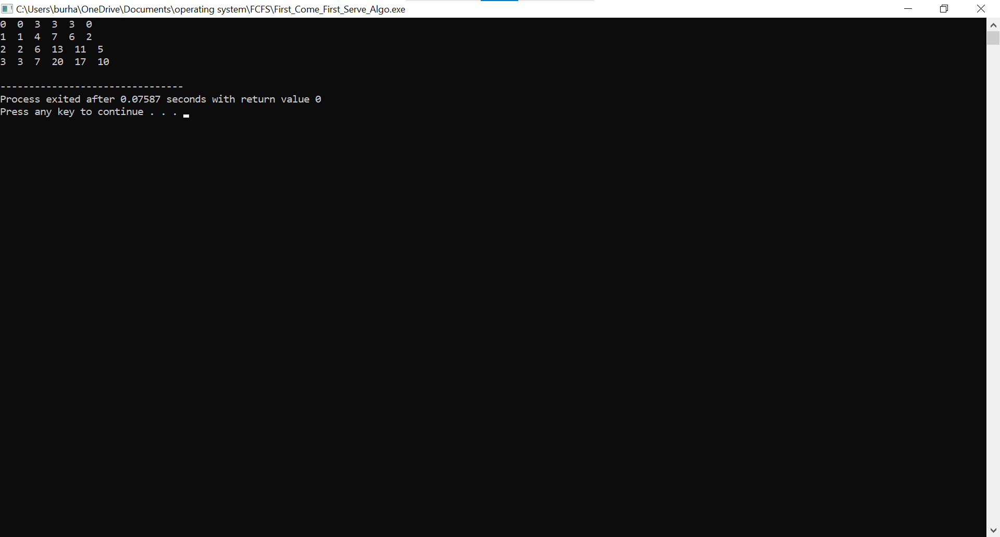 C:\Users\burha\OneDrive\Documents\operating system\FCFS\First_Come_First_Serve_Algo.exe
0  0  3  3  3  0
1  1  4  7  6  2
2  2  6  13  11  5
3  3  7  20  17  10
--------------------------------
Process exited after 0.07587 seconds with return value 0
Press any key to continue . . .